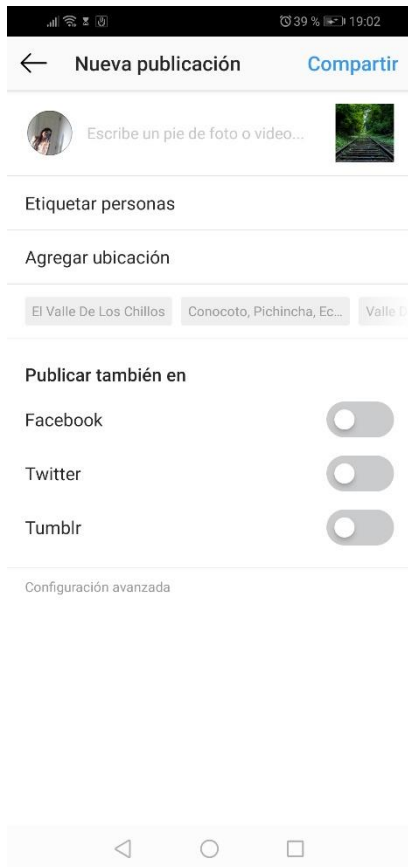 39 % 19:02
Nueva publicación Compartir
Escribe un pie de foto o video...
Etiquetar personas
Agregar ubicación
El Valle De Los Chillos Conocoto, Pichincha, Ec... Valle D
Publicar también en
Facebook
Twitter
Tumblr
Configuración avanzada